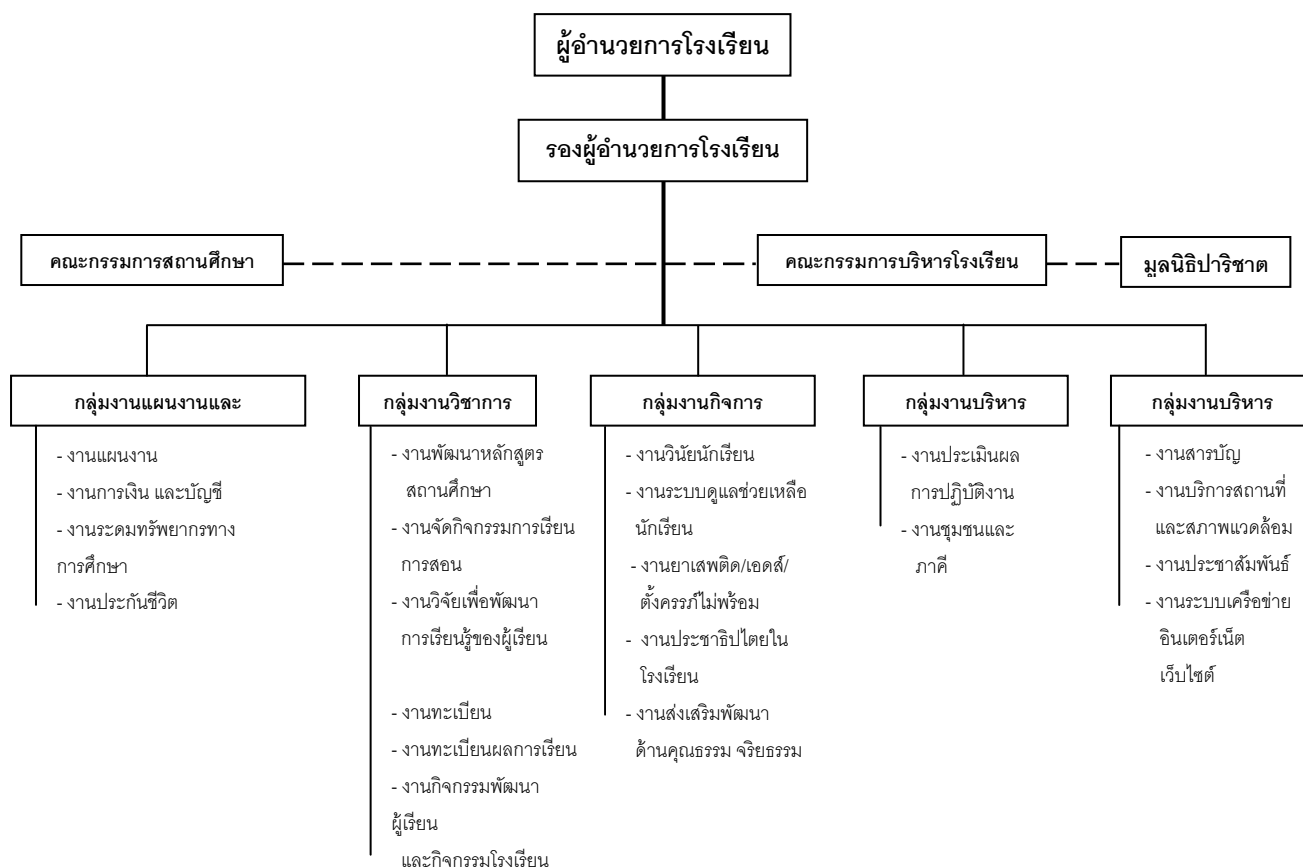 ผู้อำนวยการโรงเรียน
รองผู้อำนวยการโรงเรียน
คณะกรรมการสถานศึกษา
คณะกรรมการบริหารโรงเรียน
มูลนิธิปาริชาต
กลุ่มงานแผนงานและ
- งานแผนงาน
- งานการเงิน และบัญชี
- งานระดมทรัพยากรทาง
การศึกษา
- งานประกันชีวิต
กลุ่มงานวิชาการ
- งานพัฒนาหลักสูตร
สถานศึกษา
- งานจัดกิจกรรมการเรียน
การสอน
- งานวิจัยเพื่อพัฒนา
การเรียนรู้ของผู้เรียน
- งานทะเบียน
- งานทะเบียนผลการเรียน
- งานกิจกรรมพัฒนา
ผู้เรียน
และกิจกรรมโรงเรียน
กลุ่มงานกิจการ
- งานวินัยนักเรียน
- งานระบบดูแลช่วยเหลือ
นักเรียน
- งานยาเสพติด/เอดส์/
ตั้งครรภ์ไม่พร้อม
- งานประชาธิปไตยใน
โรงเรียน
- งานส่งเสริมพัฒนา
ด้านคุณธรรม จริยธรรม
กลุ่มงานบริหาร
- งานประเมินผล
การปฏิบัติงาน
- งานชุมชนและ
ภาคี
กลุ่มงานบริหาร
- งานสารบัญ
- งานบริการสถานที่
และสภาพแวดล้อม
- งานประชาสัมพันธ์
- งานระบบเครือข่าย
อินเตอร์เน็ต
เว็บไซต์